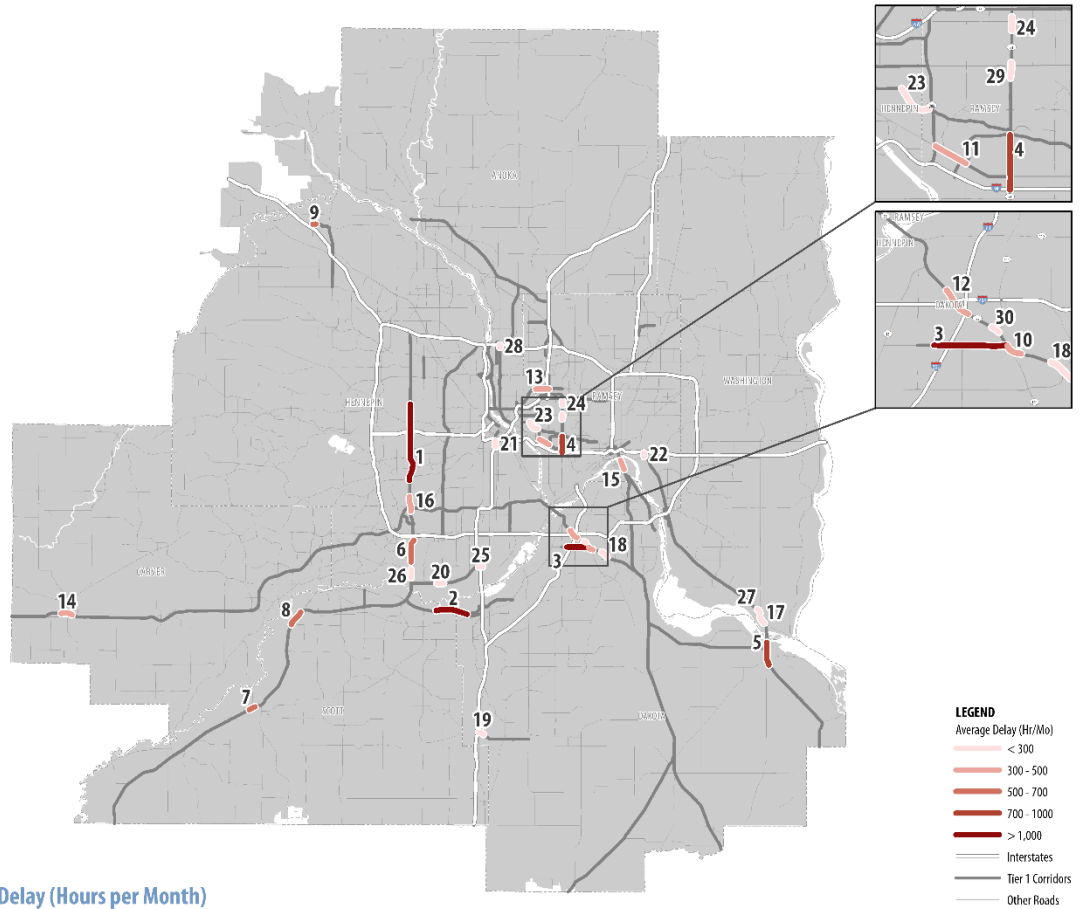 24
29
23
HENNEPIN
RAMSEY
11
4
RAMSEY
HENNEPIN
12
DAKOTA
30
3
10
18
ANOKA
9
28
13
WASHINGTON
HENNEPIN
24
RAMSEY
23
1
21
4
22
15
16
6
25
18
3
26
20
CARVER
14
2
8
27
17
5
7
SCOTT
DAKOTA
19
LEGEND
Average Delay (Hr/Mo)
< 300
300 - 500
500 - 700
700 - 1000
> 1,000
Interstates
Tier 1 Corridors
Other Roads
Delay (Hours per Month)